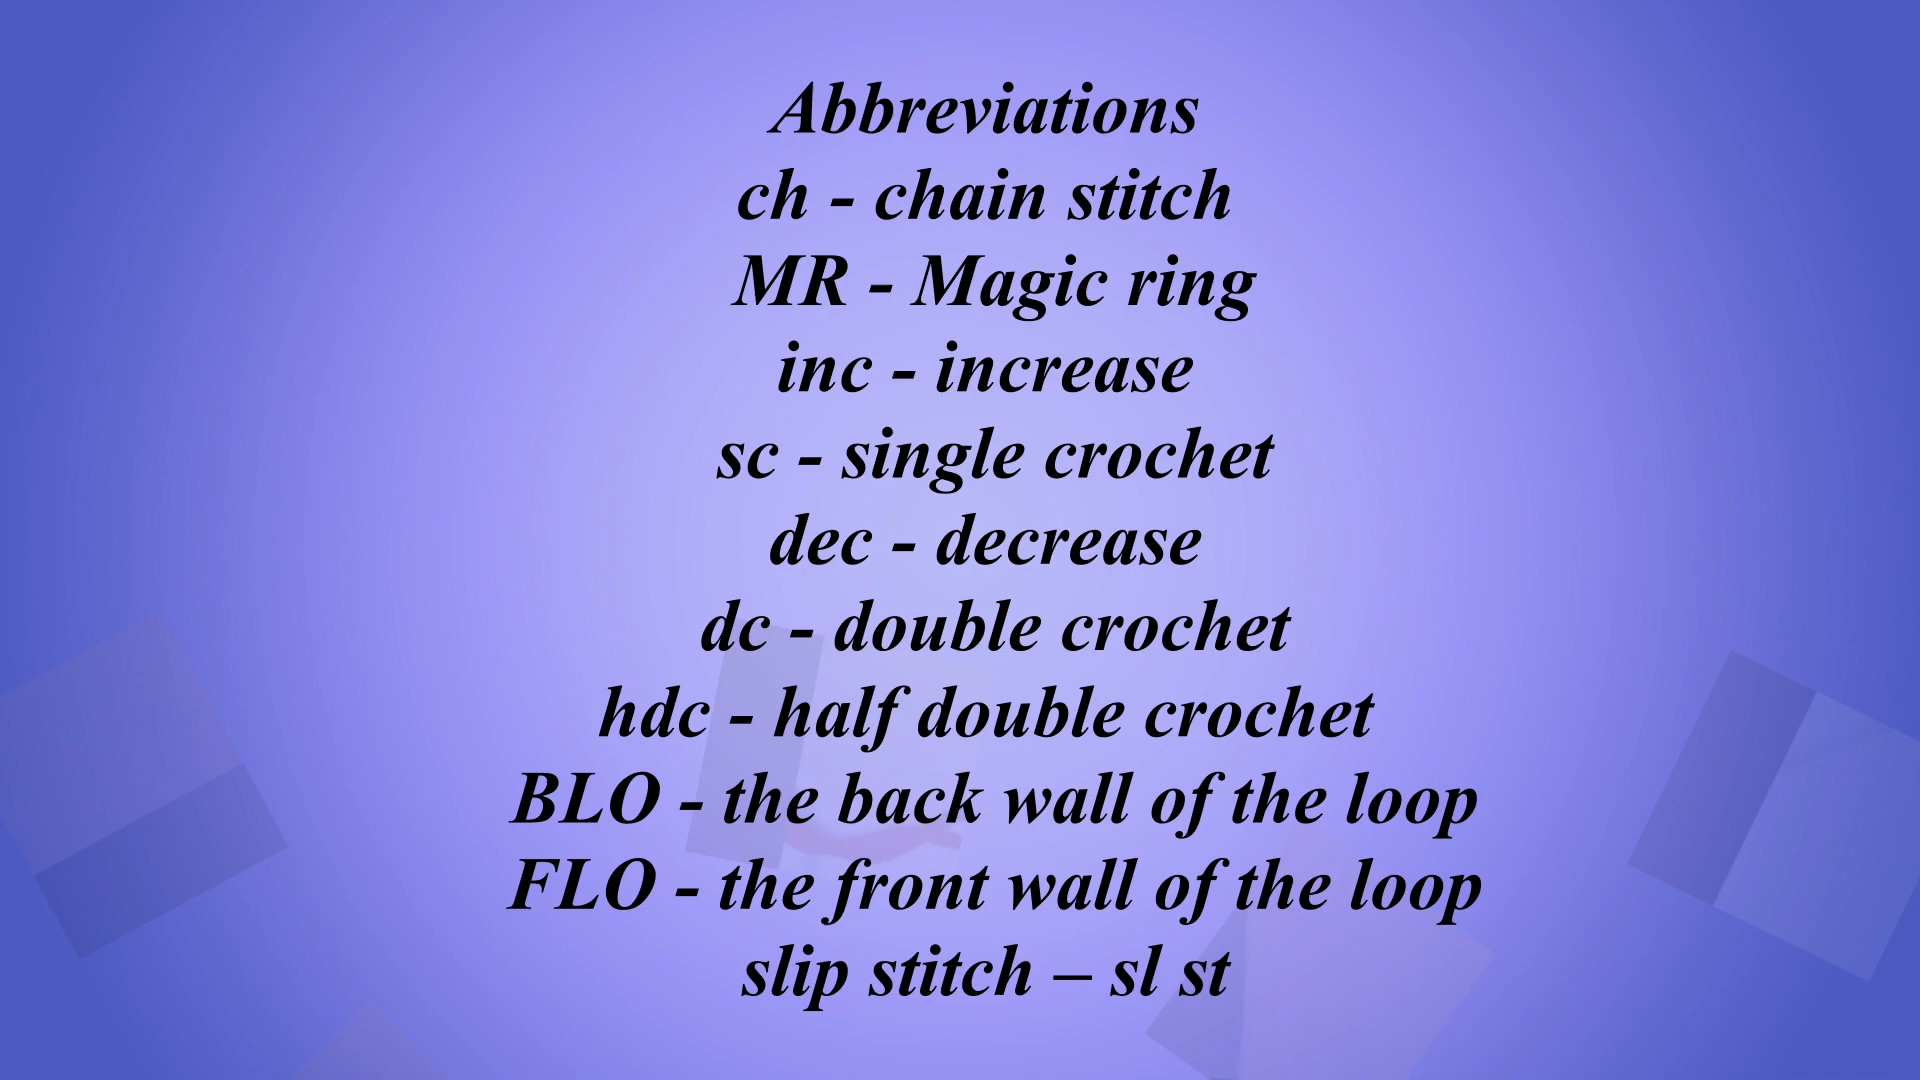 Abbreviations
ch - chain stitch
MR - Magic ring
inc - increase
sc - single crochet
dec - decrease
dc - double crochet
hdc - half double crochet
BLO - the back wall of the loop
FLO - the front wall of the loop
slip stitch – sl st